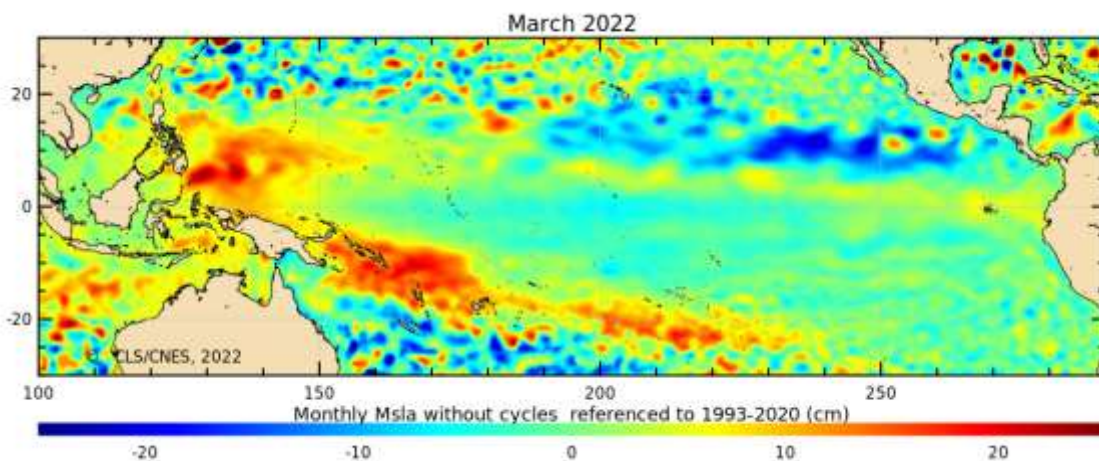 March 2022
20
0
-20
© CLS/CNES, 2022
100 150 200 250
Monthly Msla without cycles referenced to 1993-2020 (cm)
-20 -10 0 10 20